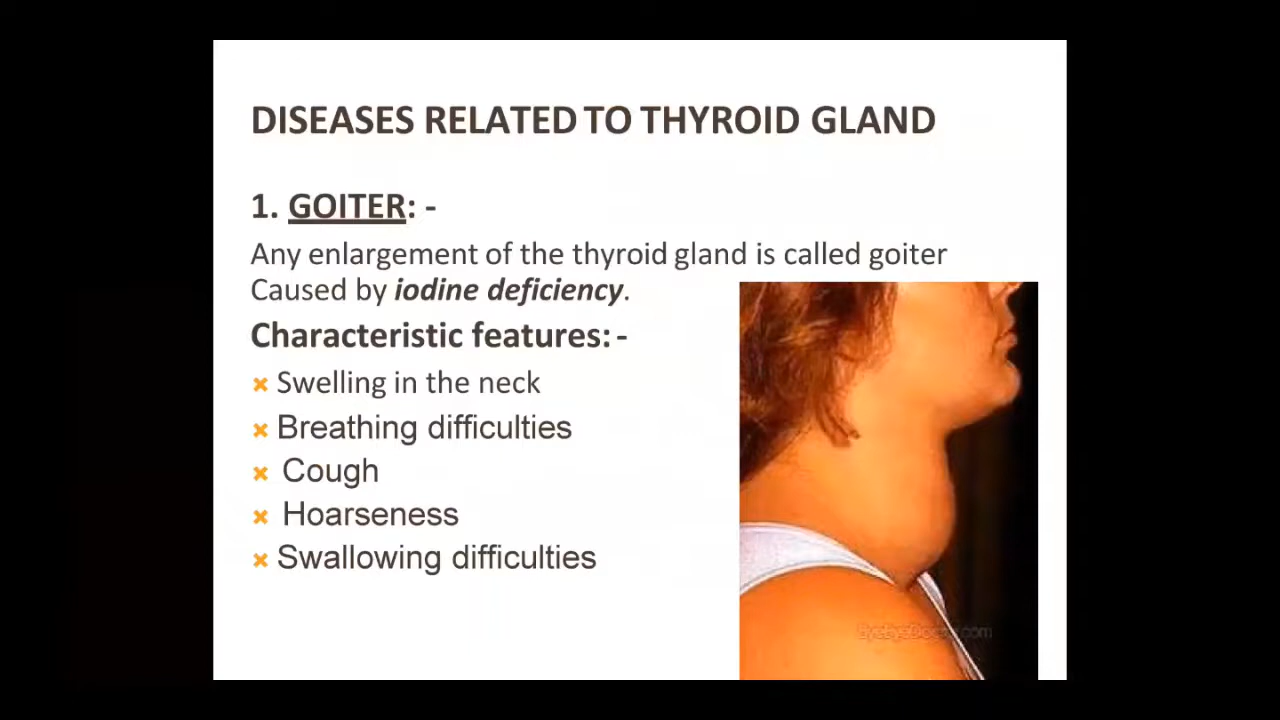 DISEASES RELATED TO THYROID GLAND
1. GOITER: -
Any enlargement of the thyroid gland is called goiter
Caused by iodine deficiency.
Characteristic features: -
Swelling in the neck
Breathing difficulties
Cough
Hoarseness
Swallowing difficulties